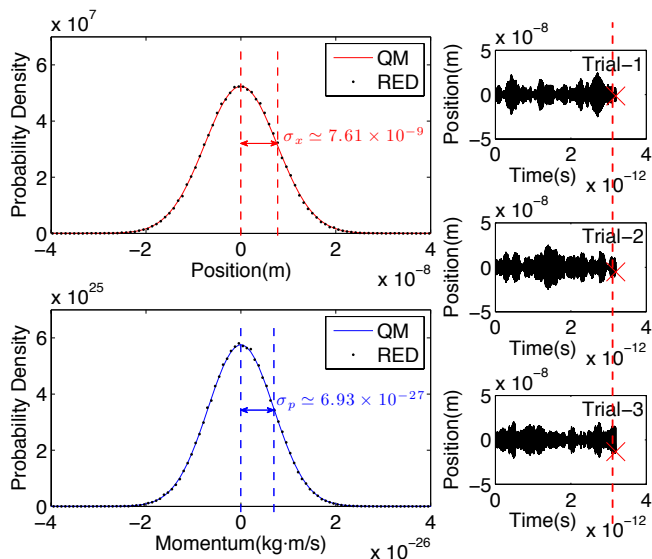 x 10^7
6
4
2
0
Probability Density
QM
RED
σ_x ≃ 7.61 × 10^−9
−4 −2 0 2 4
Position(m)
x 10^−8
x 10^25
6
4
2
0
Probability Density
QM
RED
σ_p ≃ 6.93 × 10^−27
−4 −2 0 2 4
Momentum(kg·m/s)
x 10^−26
x 10^−8
5
0
−5
Position(m)
Trial−1
0 2 4
Time(s)
x 10^−12
x 10^−8
5
0
−5
Position(m)
Trial−2
0 2 4
Time(s)
x 10^−12
x 10^−8
5
0
−5
Position(m)
Trial−3
0 2 4
Time(s)
x 10^−12